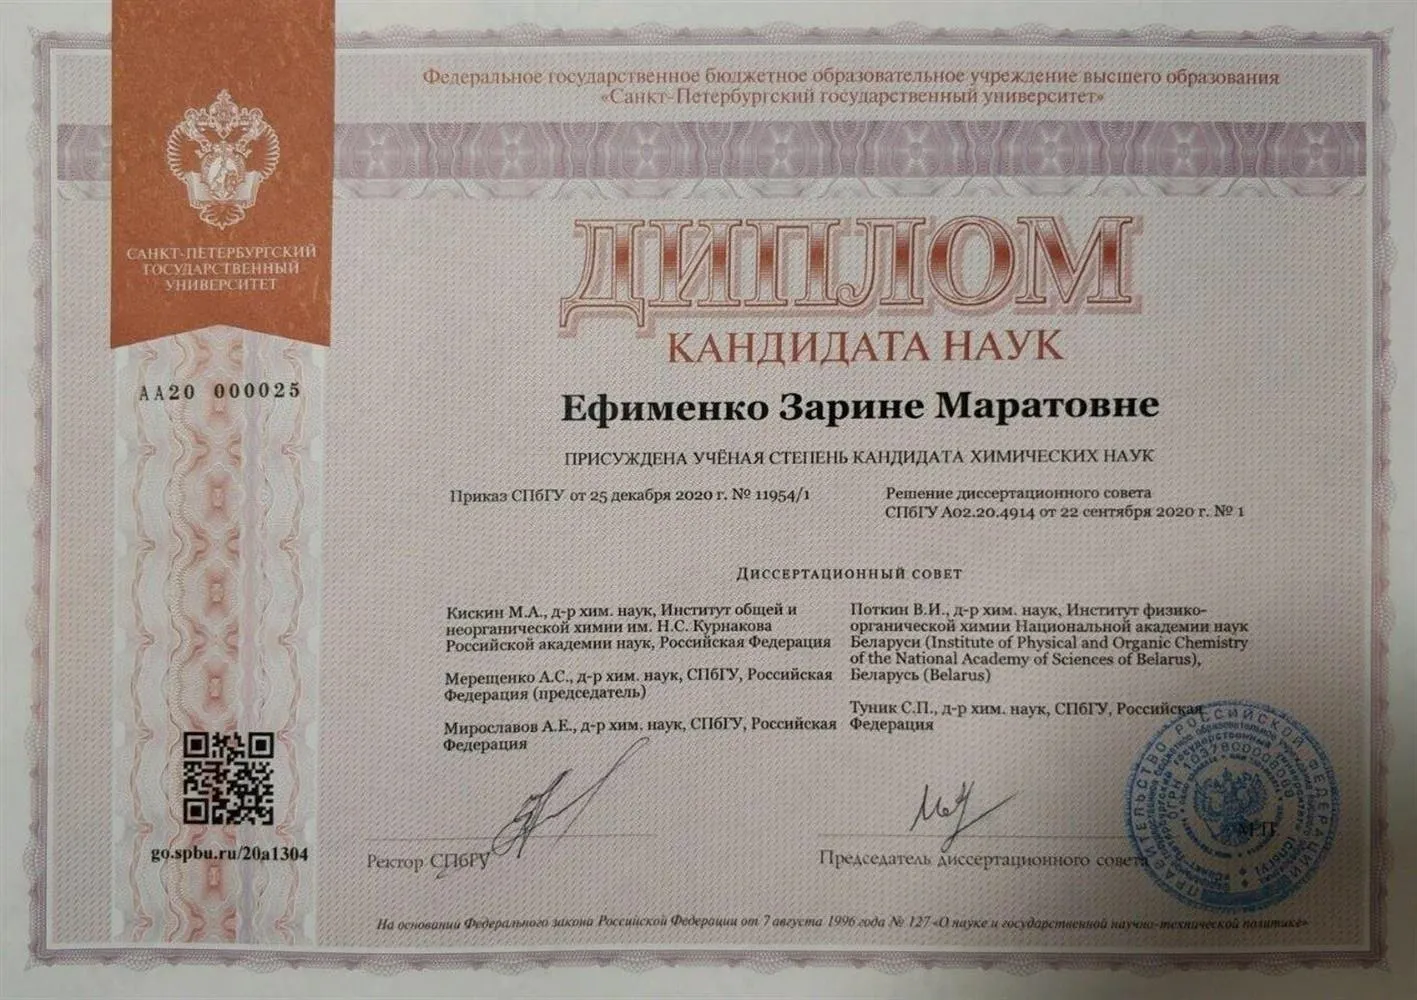 Федеральное государственное бюджетное образовательное учреждение высшего образования
«Санкт-Петербургский государственный университет»
САНКТ-ПЕТЕРБУРГСКИЙ
ГОСУДАРСТВЕННЫЙ
УНИВЕРСИТЕТ
АА20 000025
ДИПЛОМ
КАНДИДАТА НАУК
Ефименко Зарине Маратовне
ПРИСУЖДЕНА УЧЁНАЯ СТЕПЕНЬ КАНДИДАТА ХИМИЧЕСКИХ НАУК
Приказ СПбГУ от 25 декабря 2020 г. № 11954/1
Решение диссертационного совета
СПбГУ А02.20.4914 от 22 сентября 2020 г. № 1
Диссертационный совет
Кискин М.А., д-р хим. наук, Институт общей и
неорганической химии им. Н.С. Курнакова
Российской академии наук, Российская Федерация
Мерещенко А.С., д-р хим. наук, СПбГУ, Российская
Федерация (председатель)
Мирославов А.Е., д-р хим. наук, СПбГУ, Российская
Федерация
Поткин В.И., д-р хим. наук, Институт физико-
органической химии Национальной академии наук
Беларуси (Institute of Physical and Organic Chemistry
of the National Academy of Sciences of Belarus),
Беларусь (Belarus)
Туник С.П., д-р хим. наук, СПбГУ, Российская
Федерация
go.spbu.ru/20a1304
Ректор СПбГУ
Председатель диссертационного совета
М.П.
На основании Федерального закона Российской Федерации от 7 августа 1996 года № 127 «О науке и государственной научно-технической политике»